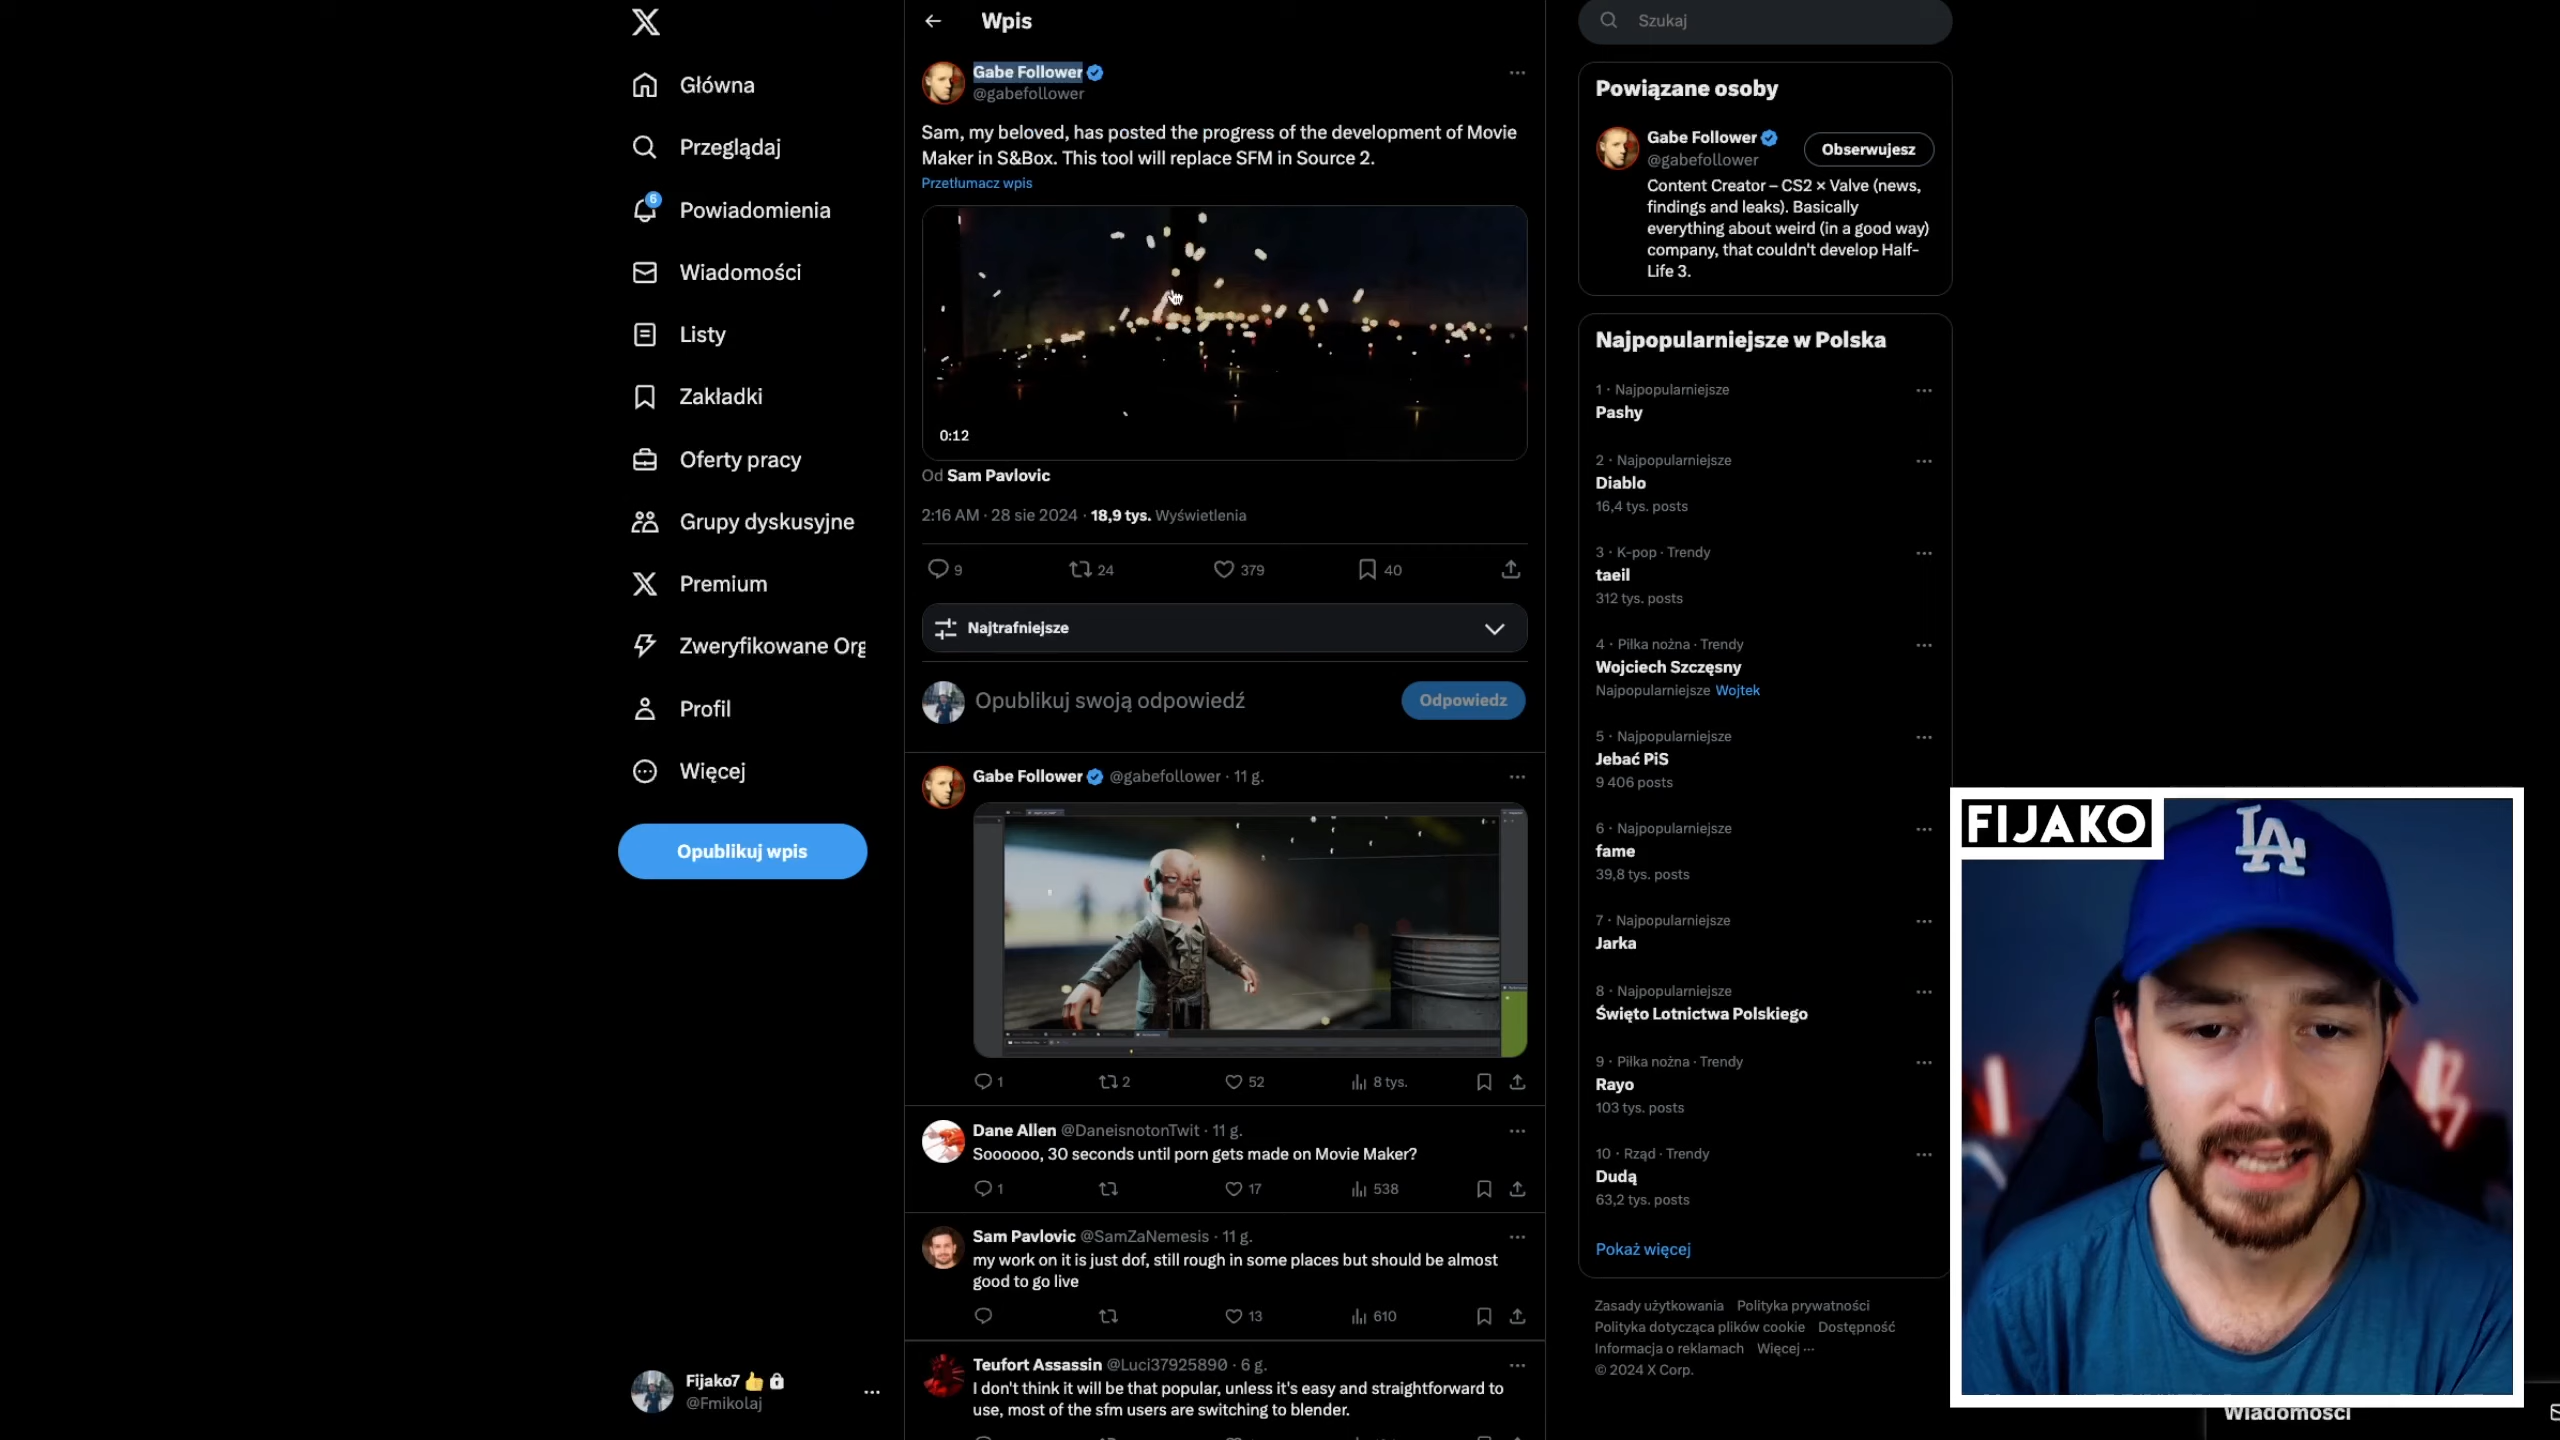 Główna
Przeglądaj
6
Powiadomienia
Wiadomości
Listy
Zakładki
Oferty pracy
Grupy dyskusyjne
Premium
Zweryfikowane Org
Profil
Więcej
Opublikuj wpis
Fijako7
@Fmikolaj
Wpis
Gabe Follower
@gabefollower
Sam, my beloved, has posted the progress of the development of Movie
Maker in S&Box. This tool will replace SFM in Source 2.
Przetłumacz wpis
0:12
Od Sam Pavlovic
2:16 AM · 28 sie 2024 · 18,9 tys. Wyświetlenia
9 24 379 40
Najtrafniejsze
Opublikuj swoją odpowiedź
Odpowiedz
Gabe Follower @gabefollower · 11 g.
1 2 52 8 tys.
Dane Allen @DaneisnotonTwit · 11 g.
Soooooo, 30 seconds until porn gets made on Movie Maker?
1 17 538
Sam Pavlovic @SamZaNemesis · 11 g.
my work on it is just dof, still rough in some places but should be almost
good to go live
13 610
Teufort Assassin @Luci37925890 · 6 g.
I don't think it will be that popular, unless it's easy and straightforward to
use, most of the sfm users are switching to blender.
Szukaj
Powiązane osoby
Gabe Follower
@gabefollower
Obserwujesz
Content Creator – CS2 × Valve (news,
findings and leaks). Basically
everything about weird (in a good way)
company, that couldn't develop Half-
Life 3.
Najpopularniejsze w Polska
1 · Najpopularniejsze
Pashy
2 · Najpopularniejsze
Diablo
16,4 tys. posts
3 · K-pop · Trendy
taeil
312 tys. posts
4 · Piłka nożna · Trendy
Wojciech Szczęsny
Najpopularniejsze Wojtek
5 · Najpopularniejsze
Jebać PiS
9 406 posts
6 · Najpopularniejsze
fame
39,8 tys. posts
7 · Najpopularniejsze
Jarka
8 · Najpopularniejsze
Święto Lotnictwa Polskiego
9 · Piłka nożna · Trendy
Rayo
103 tys. posts
10 · Rząd · Trendy
Dudą
63,2 tys. posts
Pokaż więcej
Zasady użytkowania Polityka prywatności
Polityka dotycząca plików cookie Dostępność
Informacja o reklamach Więcej ···
© 2024 X Corp.
FIJAKO
LA
Wiadomości